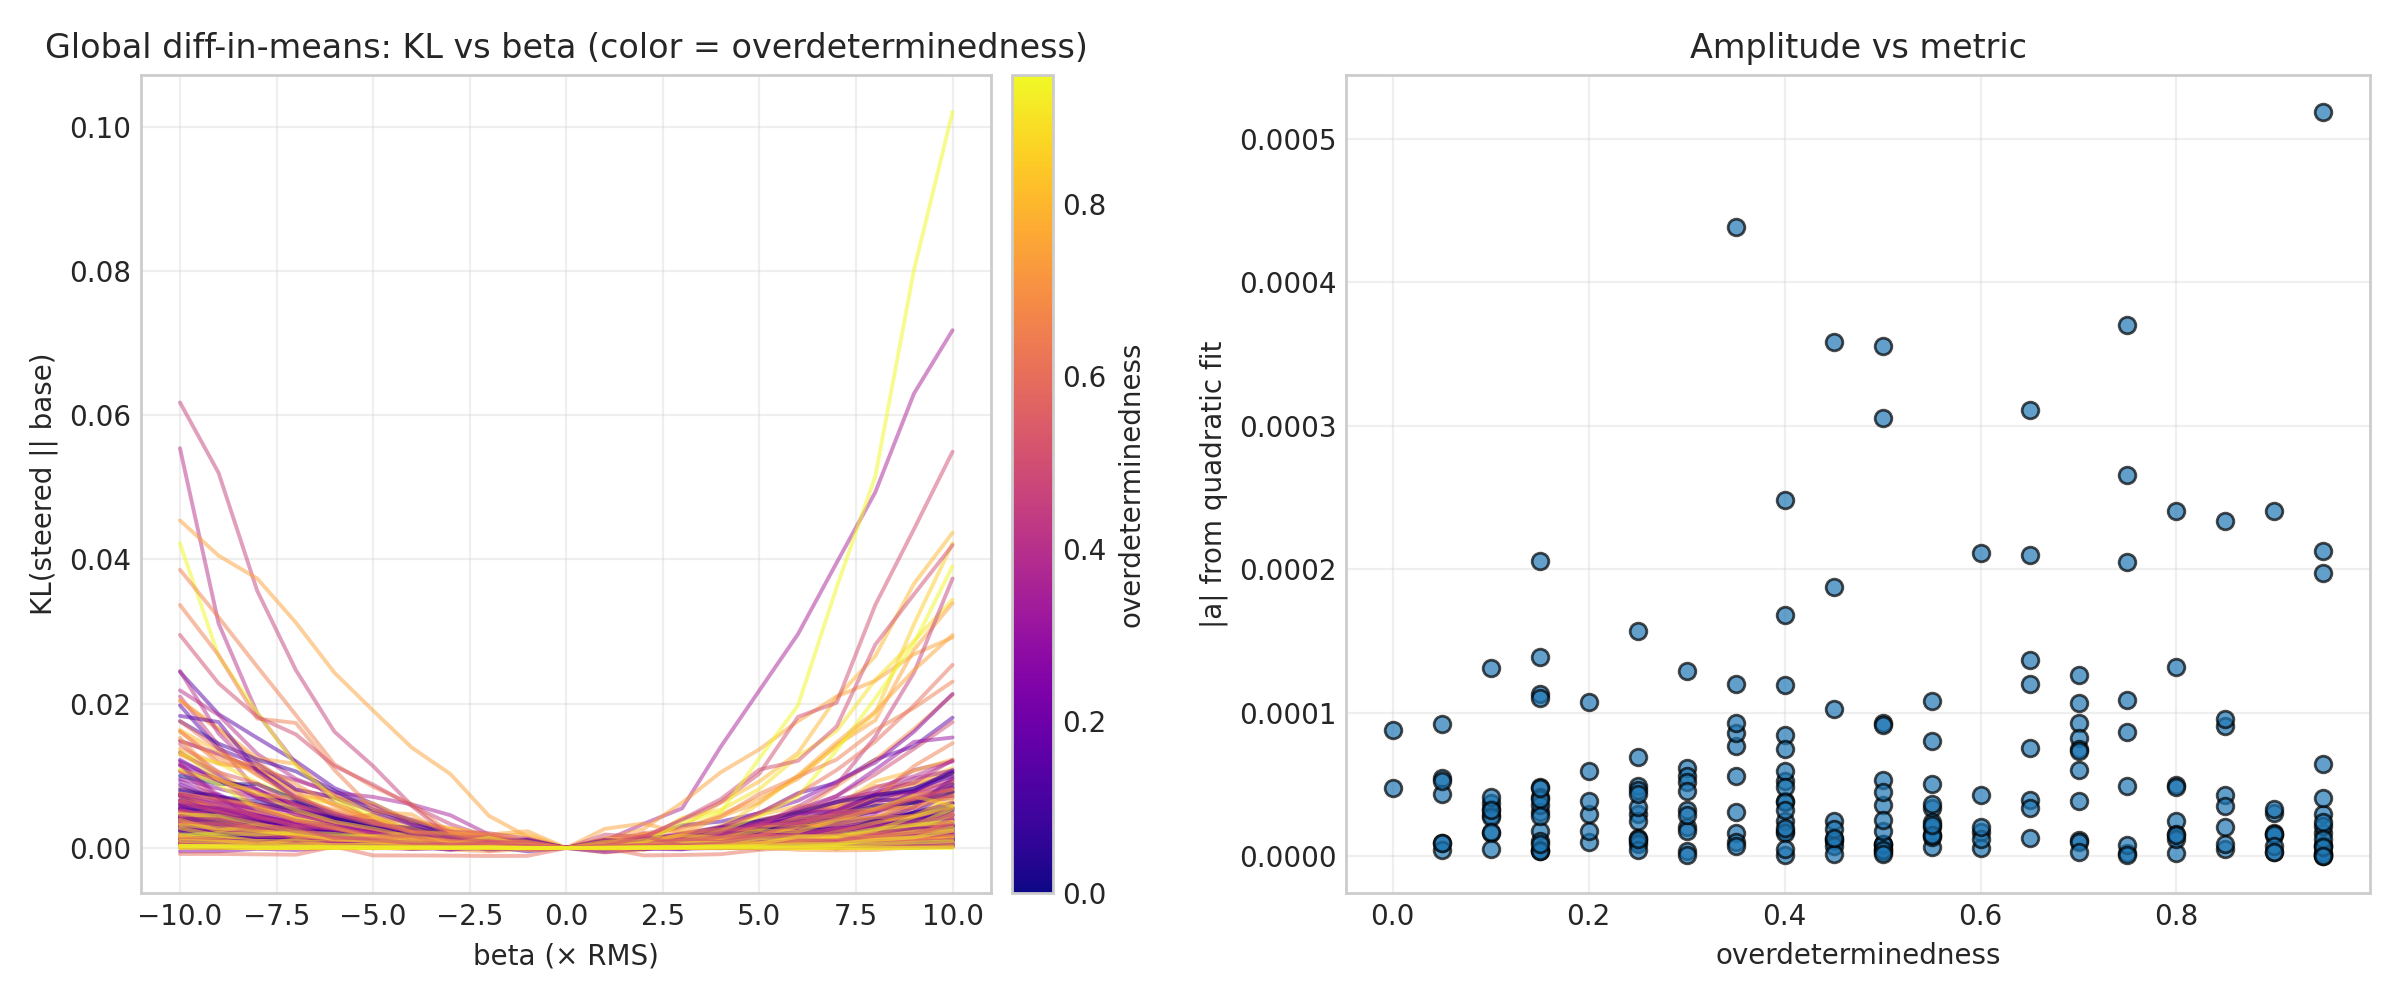 Global diff-in-means: KL vs beta (color = overdeterminedness)
KL(steered || base)
0.10
0.08
0.06
0.04
0.02
0.00
−10.0 −7.5 −5.0 −2.5 0.0 2.5 5.0 7.5 10.0
beta (× RMS)
0.8
0.6
0.4
0.2
0.0
overdeterminedness
Amplitude vs metric
|a| from quadratic fit
0.0005
0.0004
0.0003
0.0002
0.0001
0.0000
0.0 0.2 0.4 0.6 0.8
overdeterminedness